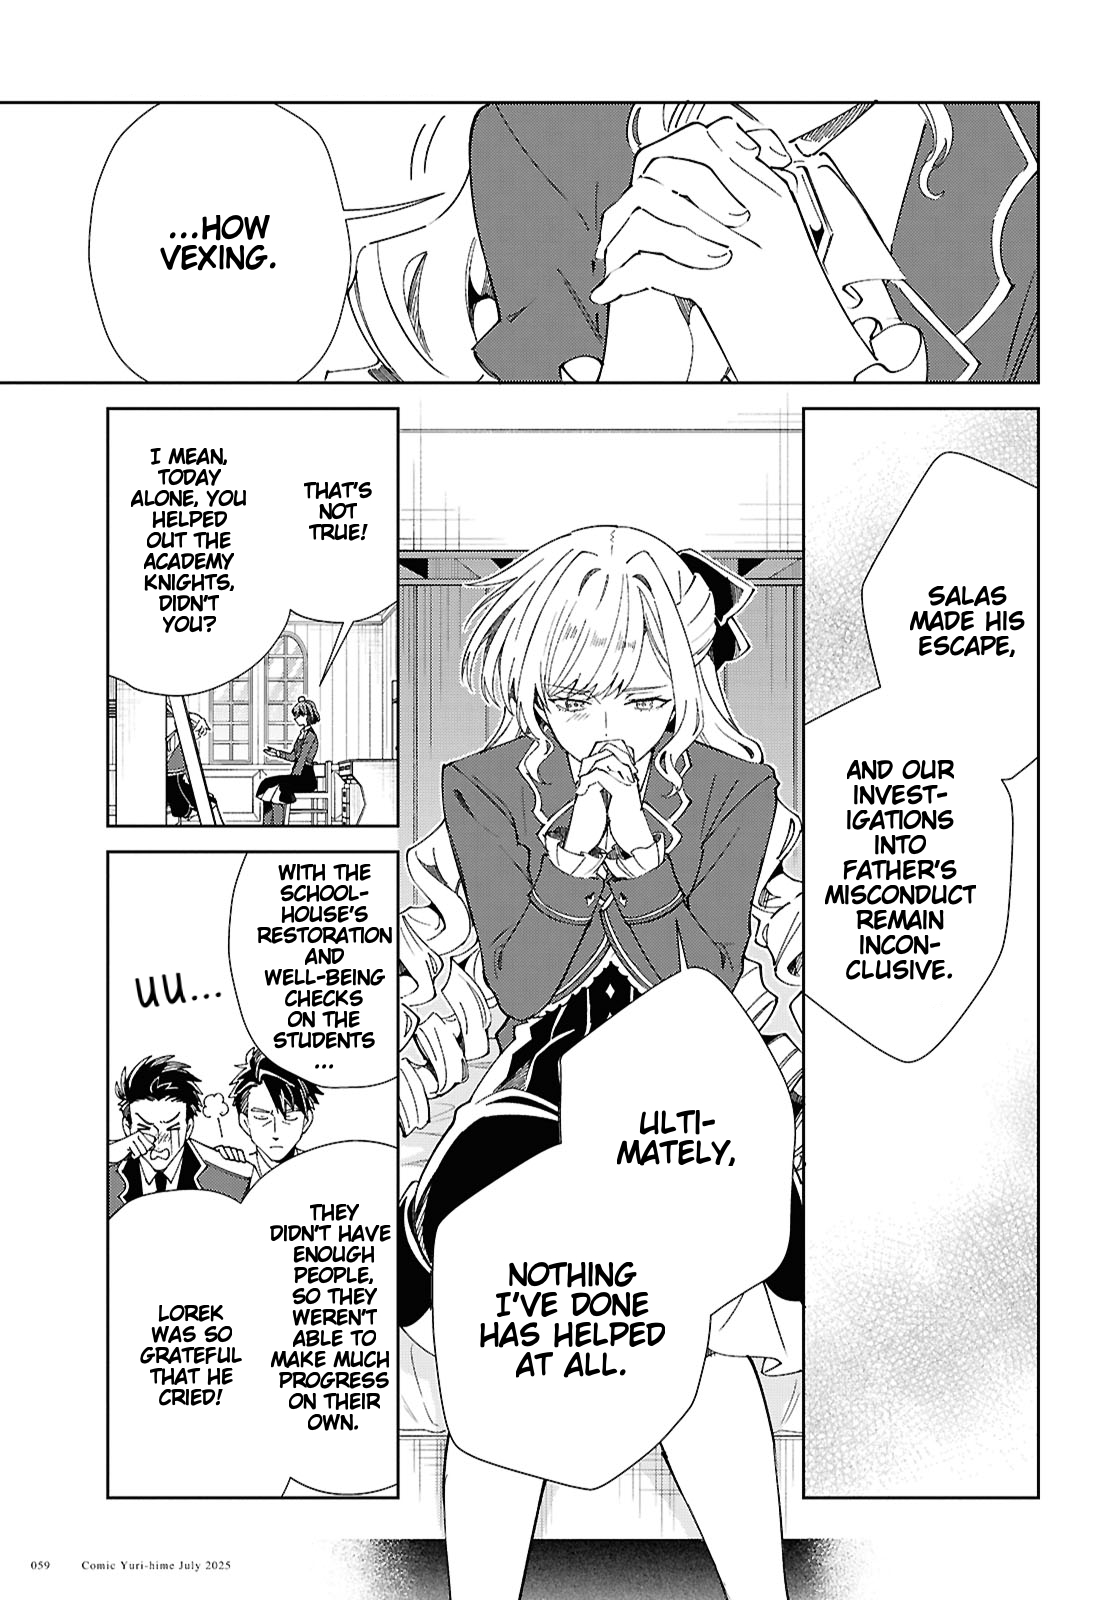 ...HOW
VEXING.
SALAS
MADE HIS
ESCAPE,
AND OUR
INVEST-
IGATIONS
INTO
FATHER'S
MISCONDUCT
REMAIN
INCON-
CLUSIVE.
ULTI-
MATELY,
NOTHING
I'VE DONE
HAS HELPED
AT ALL.
THAT'S
NOT
TRUE!
I MEAN,
TODAY
ALONE, YOU
HELPED
OUT THE
ACADEMY
KNIGHTS,
DIDN'T
YOU?
WITH THE
SCHOOL-
HOUSE'S
RESTORATION
AND
WELL-BEING
CHECKS
ON THE
STUDENTS
...
UU...
THEY
DIDN'T HAVE
ENOUGH
PEOPLE,
SO THEY
WEREN'T
ABLE TO
MAKE MUCH
PROGRESS
ON THEIR
OWN.
LOREK
WAS SO
GRATEFUL
THAT HE
CRIED!
059 Comic Yuri-hime July 2025